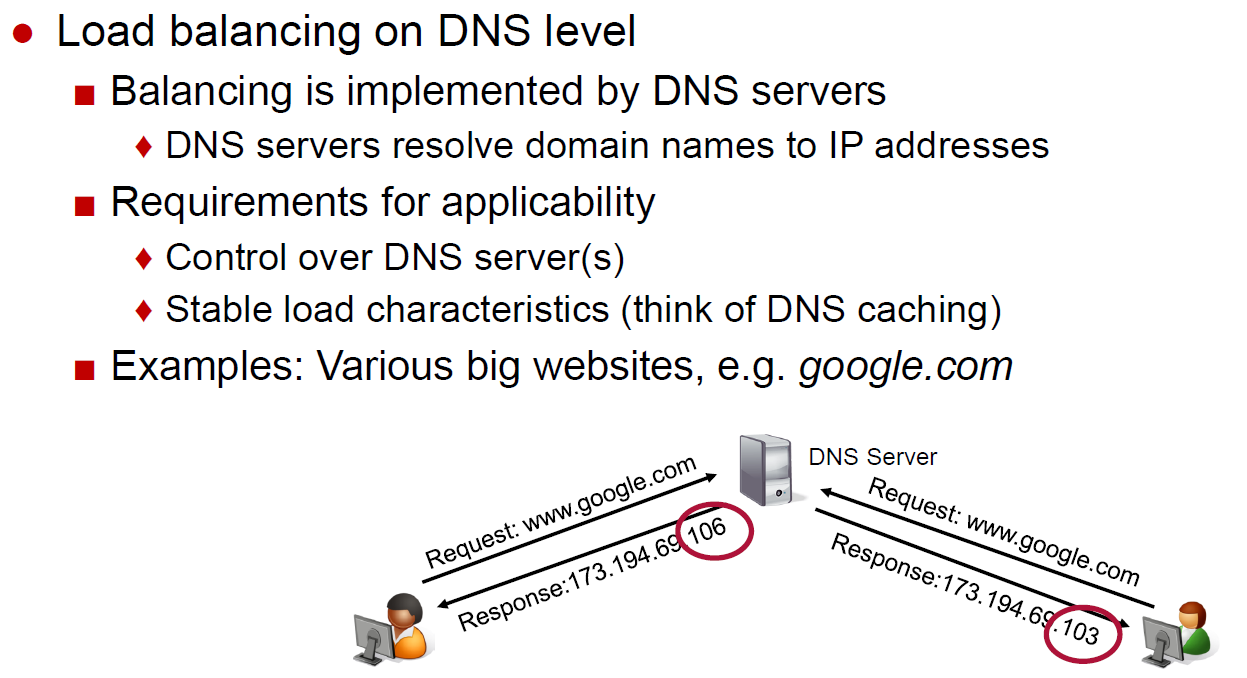 Load balancing on DNS level
Balancing is implemented by DNS servers
DNS servers resolve domain names to IP addresses
Requirements for applicability
Control over DNS server(s)
Stable load characteristics (think of DNS caching)
Examples: Various big websites, e.g. google.com
DNS Server
Request: www.google.com
Response:173.194.69.106
Request: www.google.com
Response:173.194.69.103